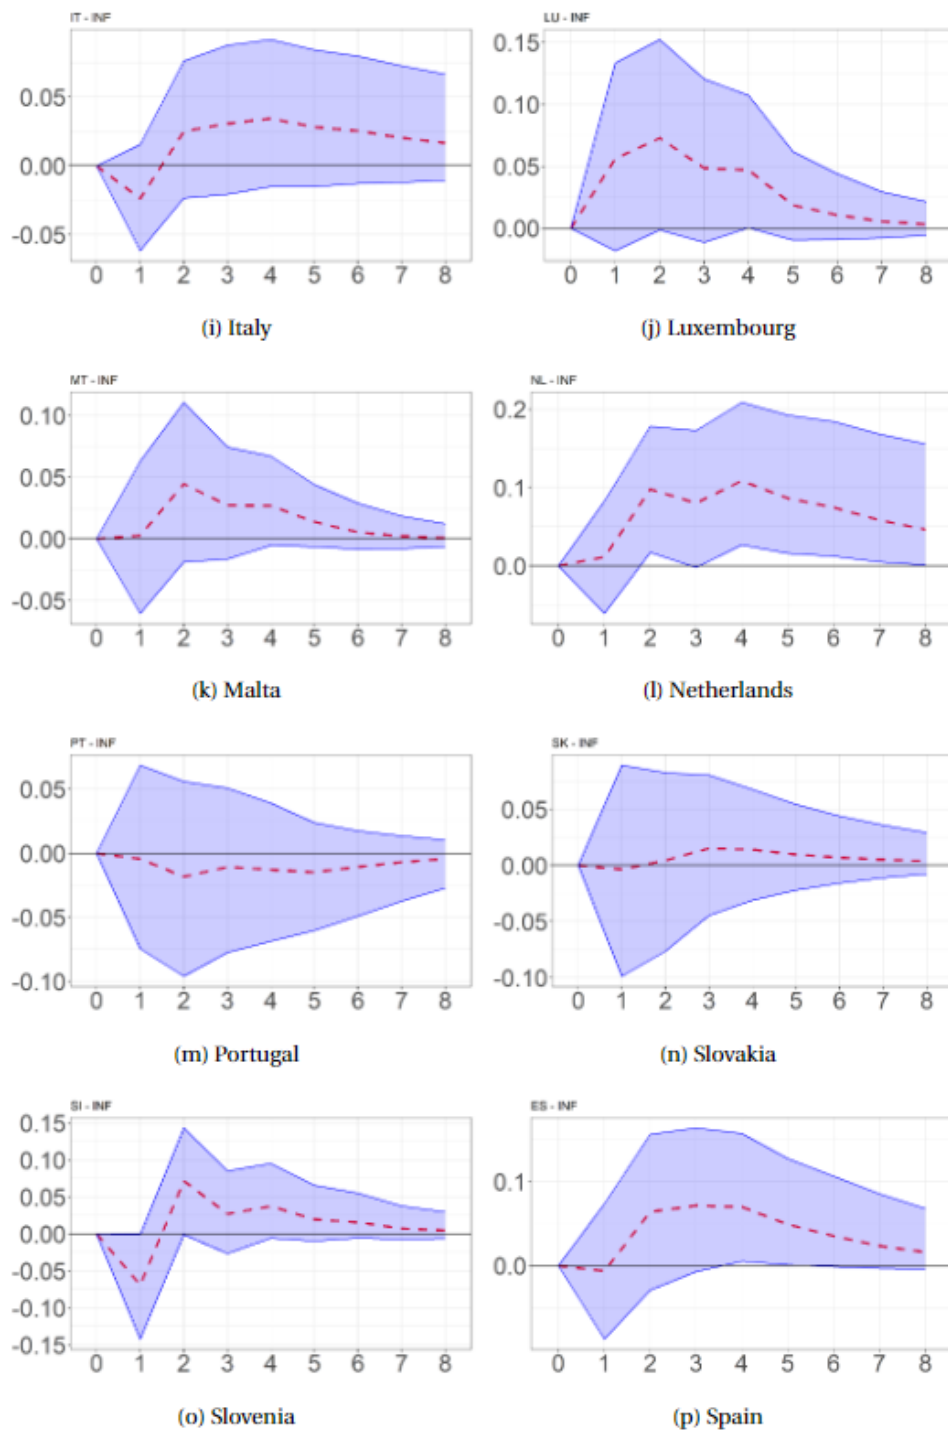 IT - INF
0.05
0.00
-0.05
0 1 2 3 4 5 6 7 8
(i) Italy
LU - INF
0.15
0.10
0.05
0.00
0 1 2 3 4 5 6 7 8
(j) Luxembourg
MT - INF
0.10
0.05
0.00
-0.05
0 1 2 3 4 5 6 7 8
(k) Malta
NL - INF
0.2
0.1
0.0
0 1 2 3 4 5 6 7 8
(l) Netherlands
PT - INF
0.05
0.00
-0.05
-0.10
0 1 2 3 4 5 6 7 8
(m) Portugal
SK - INF
0.05
0.00
-0.05
-0.10
0 1 2 3 4 5 6 7 8
(n) Slovakia
SI - INF
0.15
0.10
0.05
0.00
-0.05
-0.10
-0.15
0 1 2 3 4 5 6 7 8
(o) Slovenia
ES - INF
0.1
0.0
0 1 2 3 4 5 6 7 8
(p) Spain